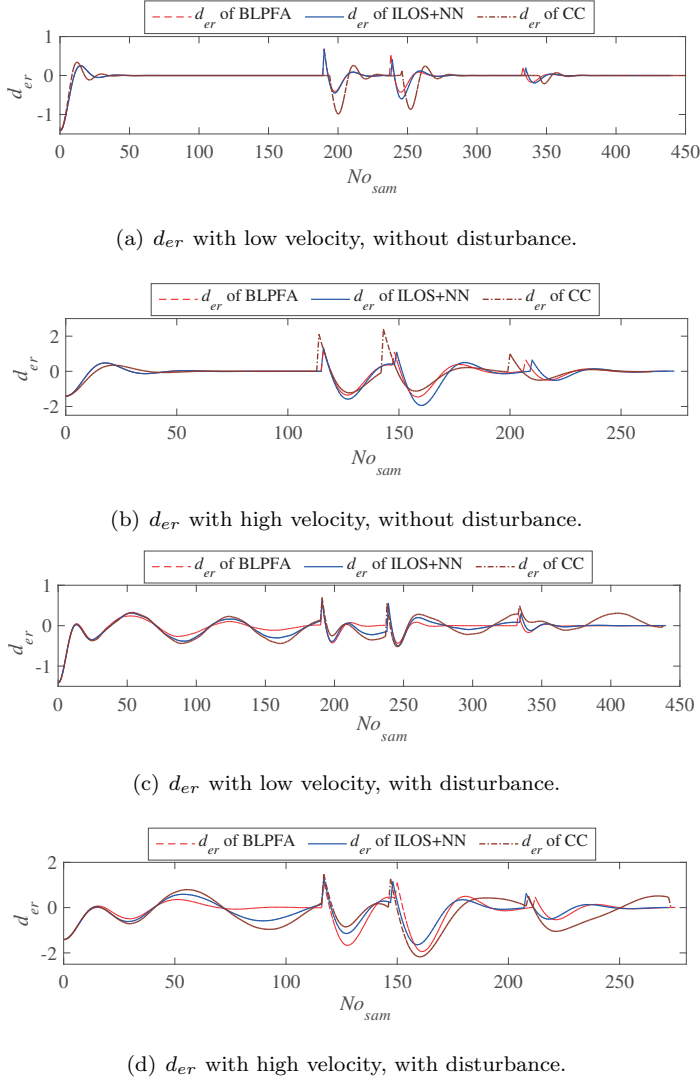 d_er of BLPFA d_er of ILOS+NN d_er of CC
1
0
-1
d_er
0 50 100 150 200 250 300 350 400 450
No_sam
(a) d_er with low velocity, without disturbance.
d_er of BLPFA d_er of ILOS+NN d_er of CC
2
0
-2
d_er
0 50 100 150 200 250
No_sam
(b) d_er with high velocity, without disturbance.
d_er of BLPFA d_er of ILOS+NN d_er of CC
1
0
-1
d_er
0 50 100 150 200 250 300 350 400 450
No_sam
(c) d_er with low velocity, with disturbance.
d_er of BLPFA d_er of ILOS+NN d_er of CC
2
0
-2
d_er
0 50 100 150 200 250
No_sam
(d) d_er with high velocity, with disturbance.